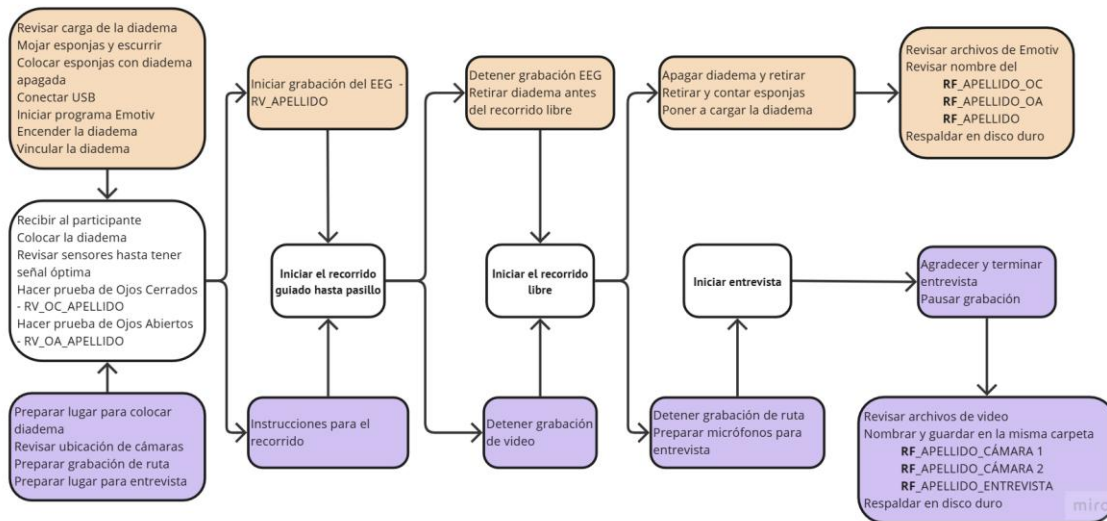 Revisar carga de la diadema
Mojar esponjas y escurrir
Colocar esponjas con diadema
apagada
Conectar USB
Iniciar programa Emotiv
Encender la diadema
Vincular la diadema
Iniciar grabación del EEG -
RV_APELLIDO
Detener grabación EEG
Retirar diadema antes
del recorrido libre
Apagar diadema y retirar
Retirar y contar esponjas
Poner a cargar la diadema
Revisar archivos de Emotiv
Revisar nombre del
RF_APELLIDO_OC
RF_APELLIDO_OA
RF_APELLIDO
Respaldar en disco duro
Recibir al participante
Colocar la diadema
Revisar sensores hasta tener
señal óptima
Hacer prueba de Ojos Cerrados
- RV_OC_APELLIDO
Hacer prueba de Ojos Abiertos
- RV_OA_APELLIDO
Iniciar el recorrido
guiado hasta pasillo
Iniciar el recorrido
libre
Iniciar entrevista
Agradecer y terminar
entrevista
Pausar grabación
Preparar lugar para colocar
diadema
Revisar ubicación de cámaras
Preparar grabación de ruta
Preparar lugar para entrevista
Instrucciones para el
recorrido
Detener grabación
de video
Detener grabación de ruta
Preparar micrófonos para
entrevista
Revisar archivos de video
Nombrar y guardar en la misma carpeta
RF_APELLIDO_CÁMARA 1
RF_APELLIDO_CÁMARA 2
RF_APELLIDO_ENTREVISTA
Respaldar en disco duro
miro